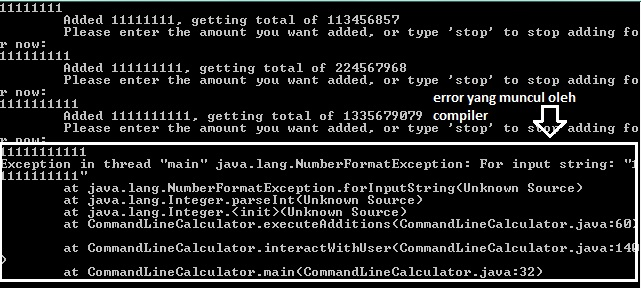 11111111
Added 11111111, getting total of 113456857
Please enter the amount you want added, or type 'stop' to stop adding fo
r now:
111111111
Added 111111111, getting total of 224567968
Please enter the amount you want added, or type 'stop' to stop adding fo
r now:
1111111111
Added 1111111111, getting total of 1335679079
error yang muncul oleh
compiler
Please enter the amount you want added, or type 'stop' to stop adding fo
r now:
11111111111
Exception in thread "main" java.lang.NumberFormatException: For input string: "1
1111111111"
at java.lang.NumberFormatException.forInputString(Unknown Source)
at java.lang.Integer.parseInt(Unknown Source)
at java.lang.Integer.<init>(Unknown Source)
at CommandLineCalculator.executeAdditions(CommandLineCalculator.java:60)
at CommandLineCalculator.interactWithUser(CommandLineCalculator.java:140
)
at CommandLineCalculator.main(CommandLineCalculator.java:32)